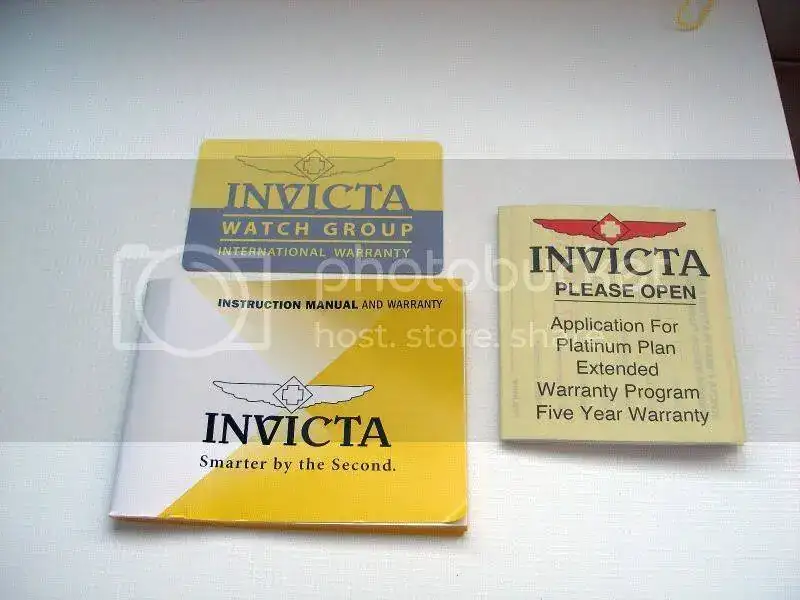 INVICTA
WATCH GROUP
INTERNATIONAL WARRANTY
INSTRUCTION MANUAL AND WARRANTY
INVICTA
Smarter by the Second.
INVICTA
PLEASE OPEN
Application For
Platinum Plan
Extended
Warranty Program
Five Year Warranty
photobucket
host. store. share.